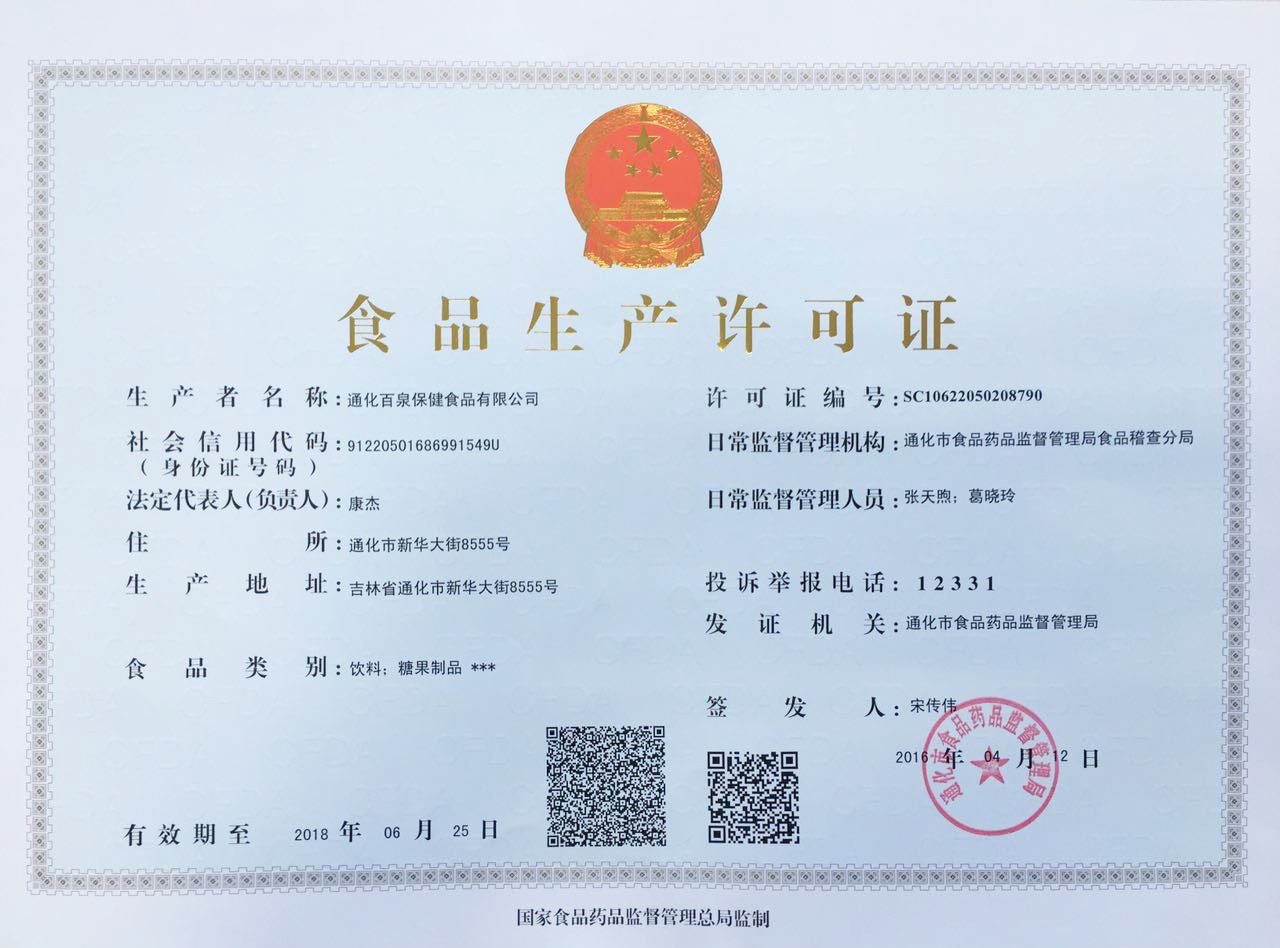 食品生产许可证
生产者名称：通化百泉保健食品有限公司
社会信用代码：91220501686991549U
（身份证号码）
法定代表人（负责人）：康杰
住所：通化市新华大街8555号
生产地址：吉林省通化市新华大街8555号
食品类别：饮料；糖果制品 ***
有效期至 2018 年 06 月 25 日
许可证编号：SC10622050208790
日常监督管理机构：通化市食品药品监督管理局食品稽查分局
日常监督管理人员：张天煦；葛晓玲
投诉举报电话：12331
发证机关：通化市食品药品监督管理局
签发人：宋传伟
2016 年 04 月 12 日
通化市食品药品监督管理局
国家食品药品监督管理总局监制